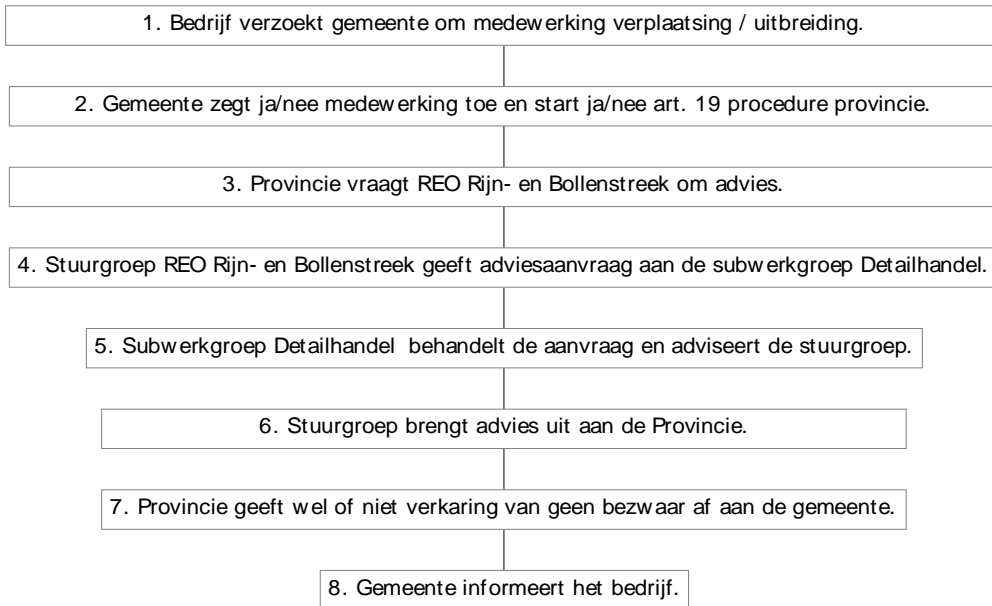 1. Bedrijf verzoekt gemeente om medewerking verplaatsing / uitbreiding.
2. Gemeente zegt ja/nee medewerking toe en start ja/nee art. 19 procedure provincie.
3. Provincie vraagt REO Rijn- en Bollenstreek om advies.
4. Stuurgroep REO Rijn- en Bollenstreek geeft adviesaanvraag aan de subwerkgroep Detailhandel.
5. Subwerkgroep Detailhandel behandelt de aanvraag en adviseert de stuurgroep.
6. Stuurgroep brengt advies uit aan de Provincie.
7. Provincie geeft wel of niet verkaring van geen bezwaar af aan de gemeente.
8. Gemeente informeert het bedrijf.